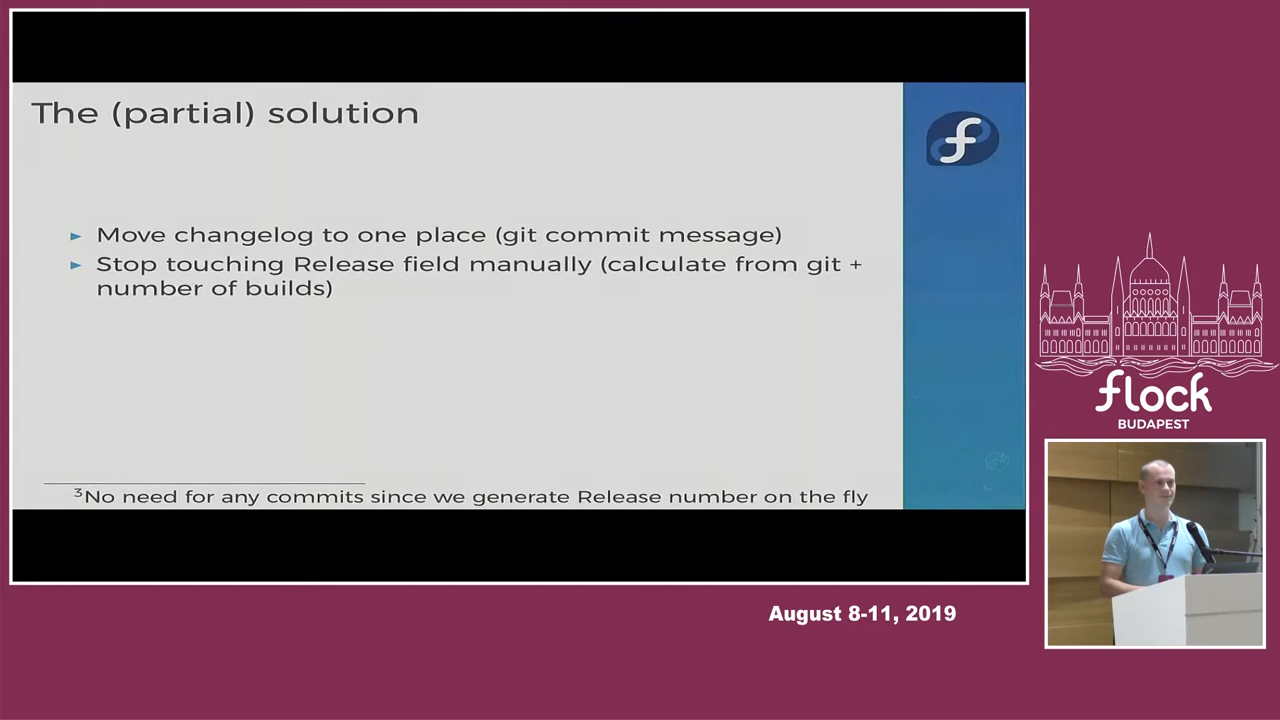 The (partial) solution
► Move changelog to one place (git commit message)
► Stop touching Release field manually (calculate from git +
number of builds)
³No need for any commits since we generate Release number on the fly
flock
BUDAPEST
August 8-11, 2019